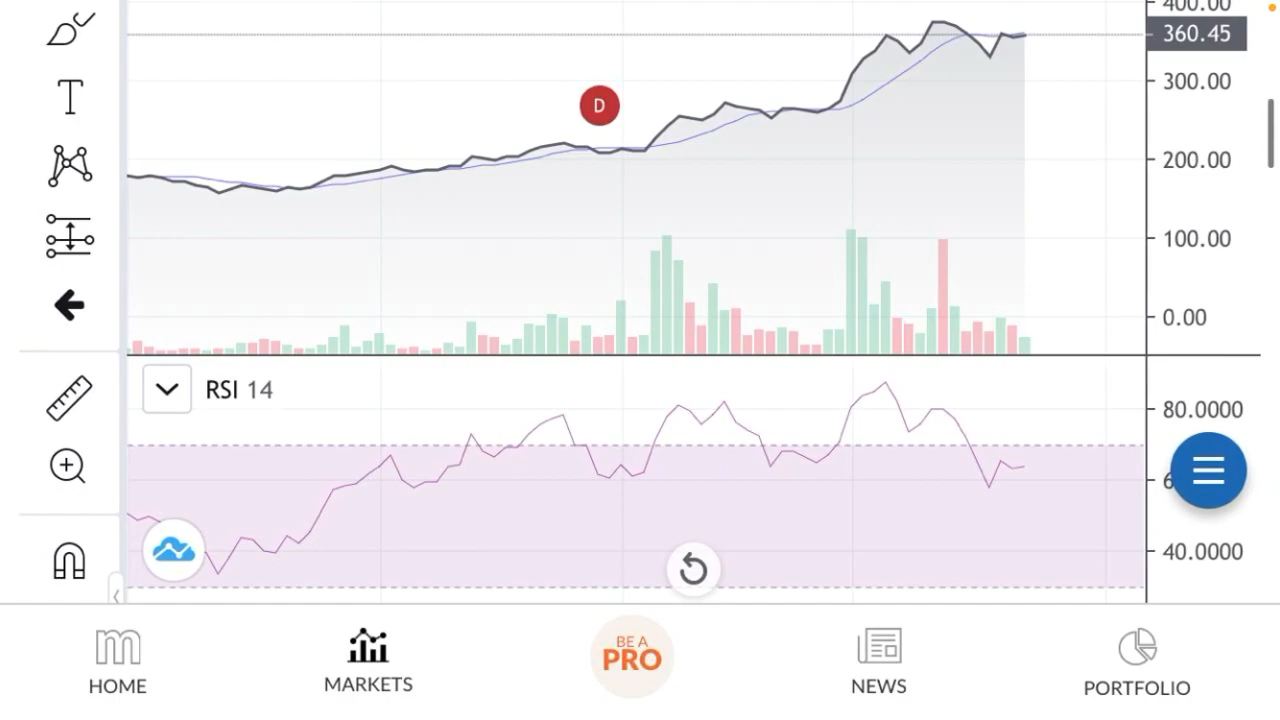 400.00
360.45
300.00
D
200.00
100.00
0.00
RSI 14
80.0000
40.0000
HOME
MARKETS
BE A
PRO
NEWS
PORTFOLIO